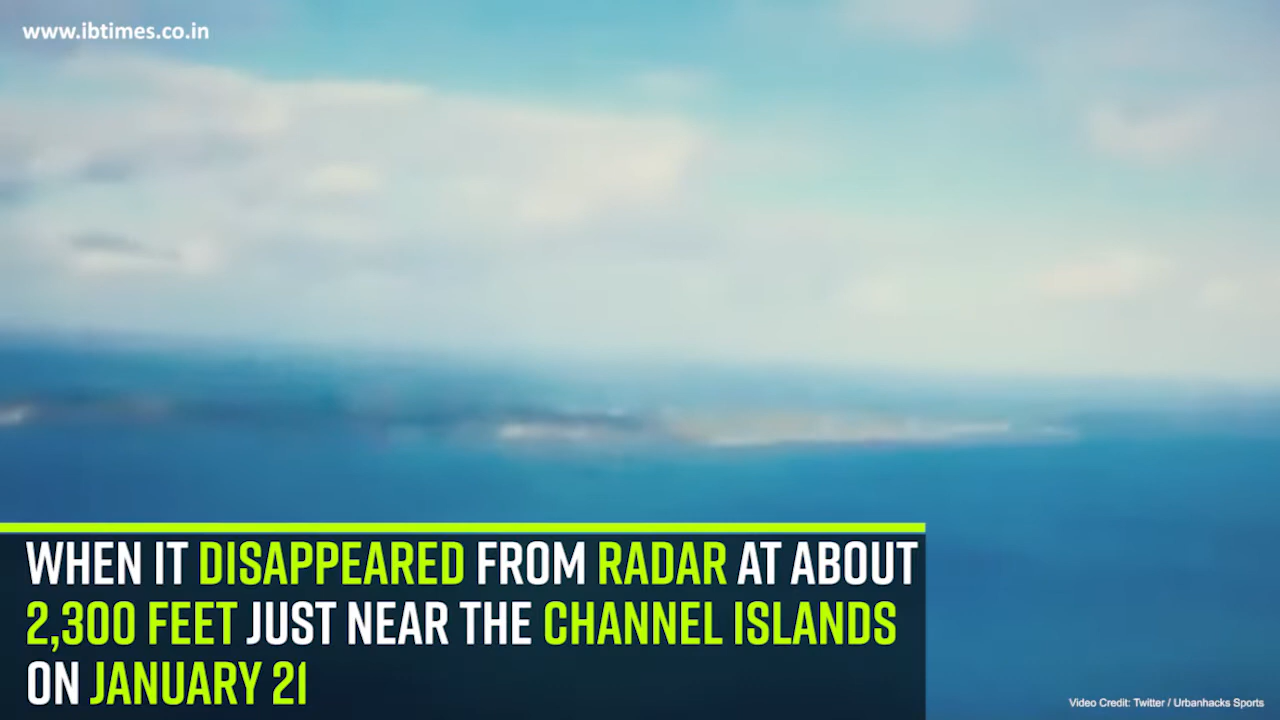 www.ibtimes.co.in
WHEN IT DISAPPEARED FROM RADAR AT ABOUT
2,300 FEET JUST NEAR THE CHANNEL ISLANDS
ON JANUARY 21
Video Credit: Twitter / Urbanhacks Sports